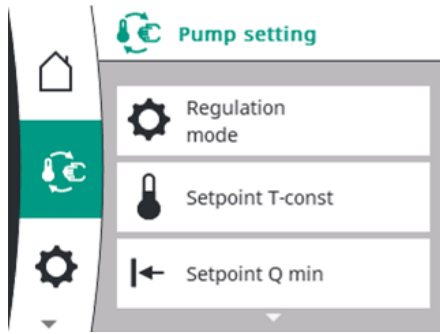 Pump setting
Regulation
mode
Setpoint T-const
Setpoint Q min